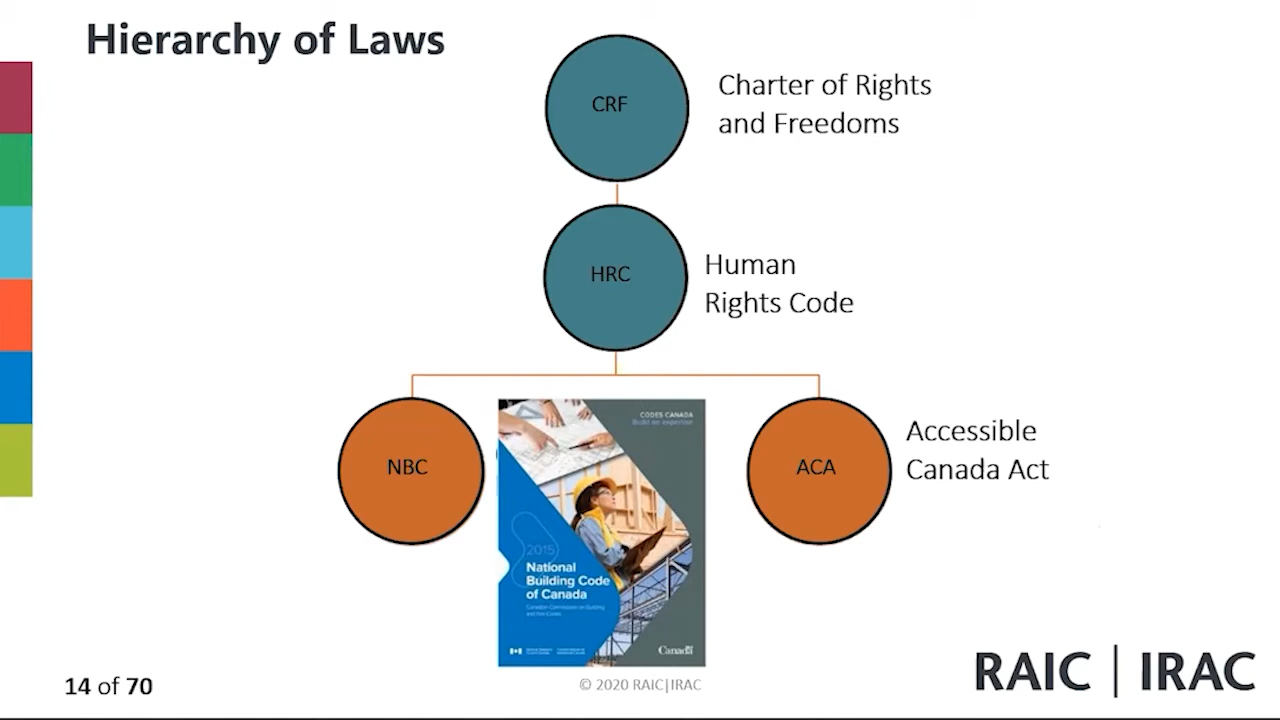 Hierarchy of Laws
CRF
Charter of Rights
and Freedoms
HRC
Human
Rights Code
NBC
CODES CANADA
Build on expertise
2015
National
Building Code
of Canada
Canadian Commission on Building
and Fire Codes
Canada
ACA
Accessible
Canada Act
14 of 70
© 2020 RAIC|IRAC
RAIC | IRAC